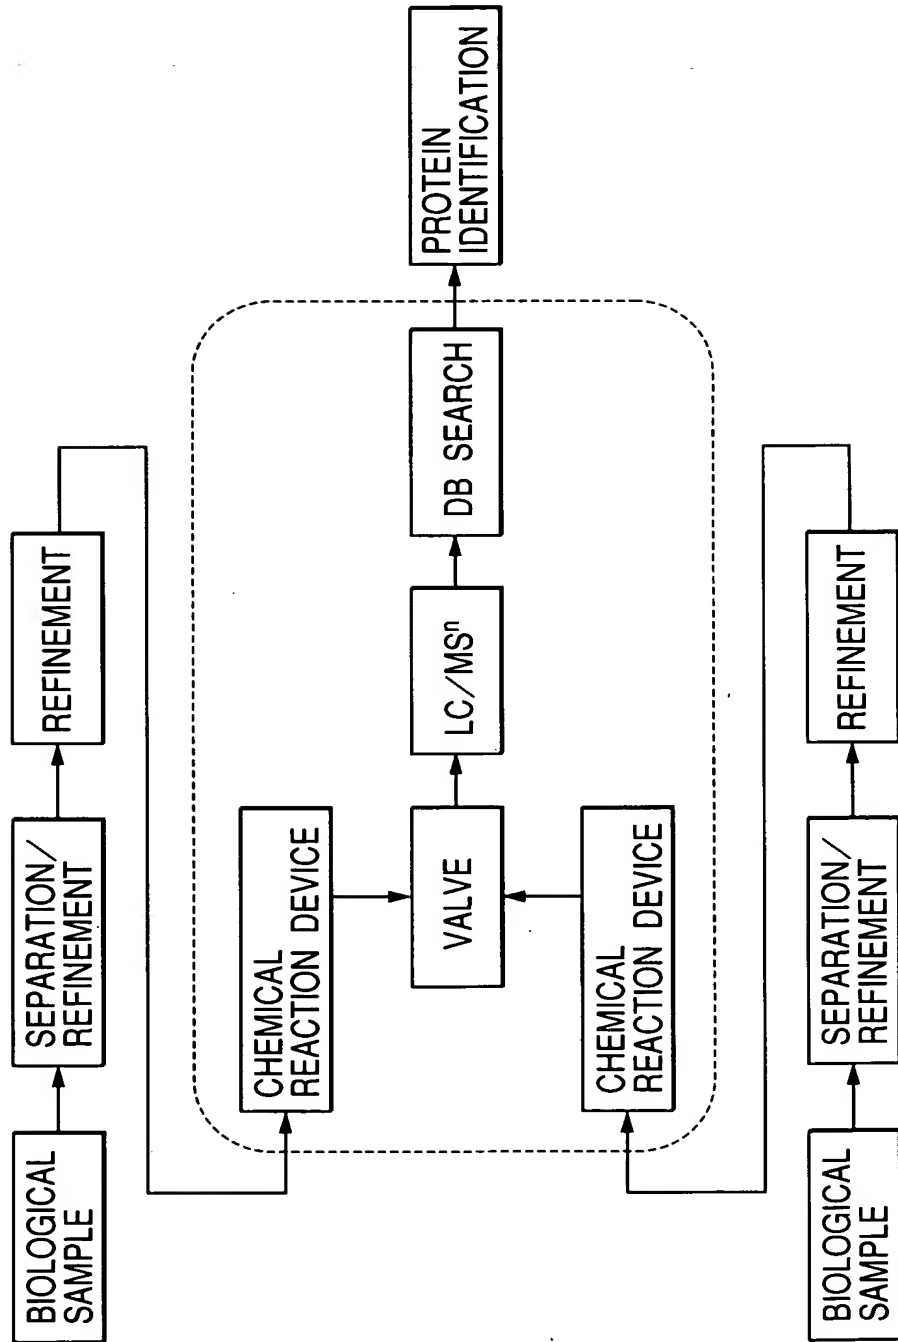 BIOLOGICAL
SAMPLE
SEPARATION/
REFINEMENT
REFINEMENT
CHEMICAL
REACTION DEVICE
VALVE
LC/MSⁿ
DB SEARCH
PROTEIN
IDENTIFICATION
CHEMICAL
REACTION DEVICE
BIOLOGICAL
SAMPLE
SEPARATION/
REFINEMENT
REFINEMENT